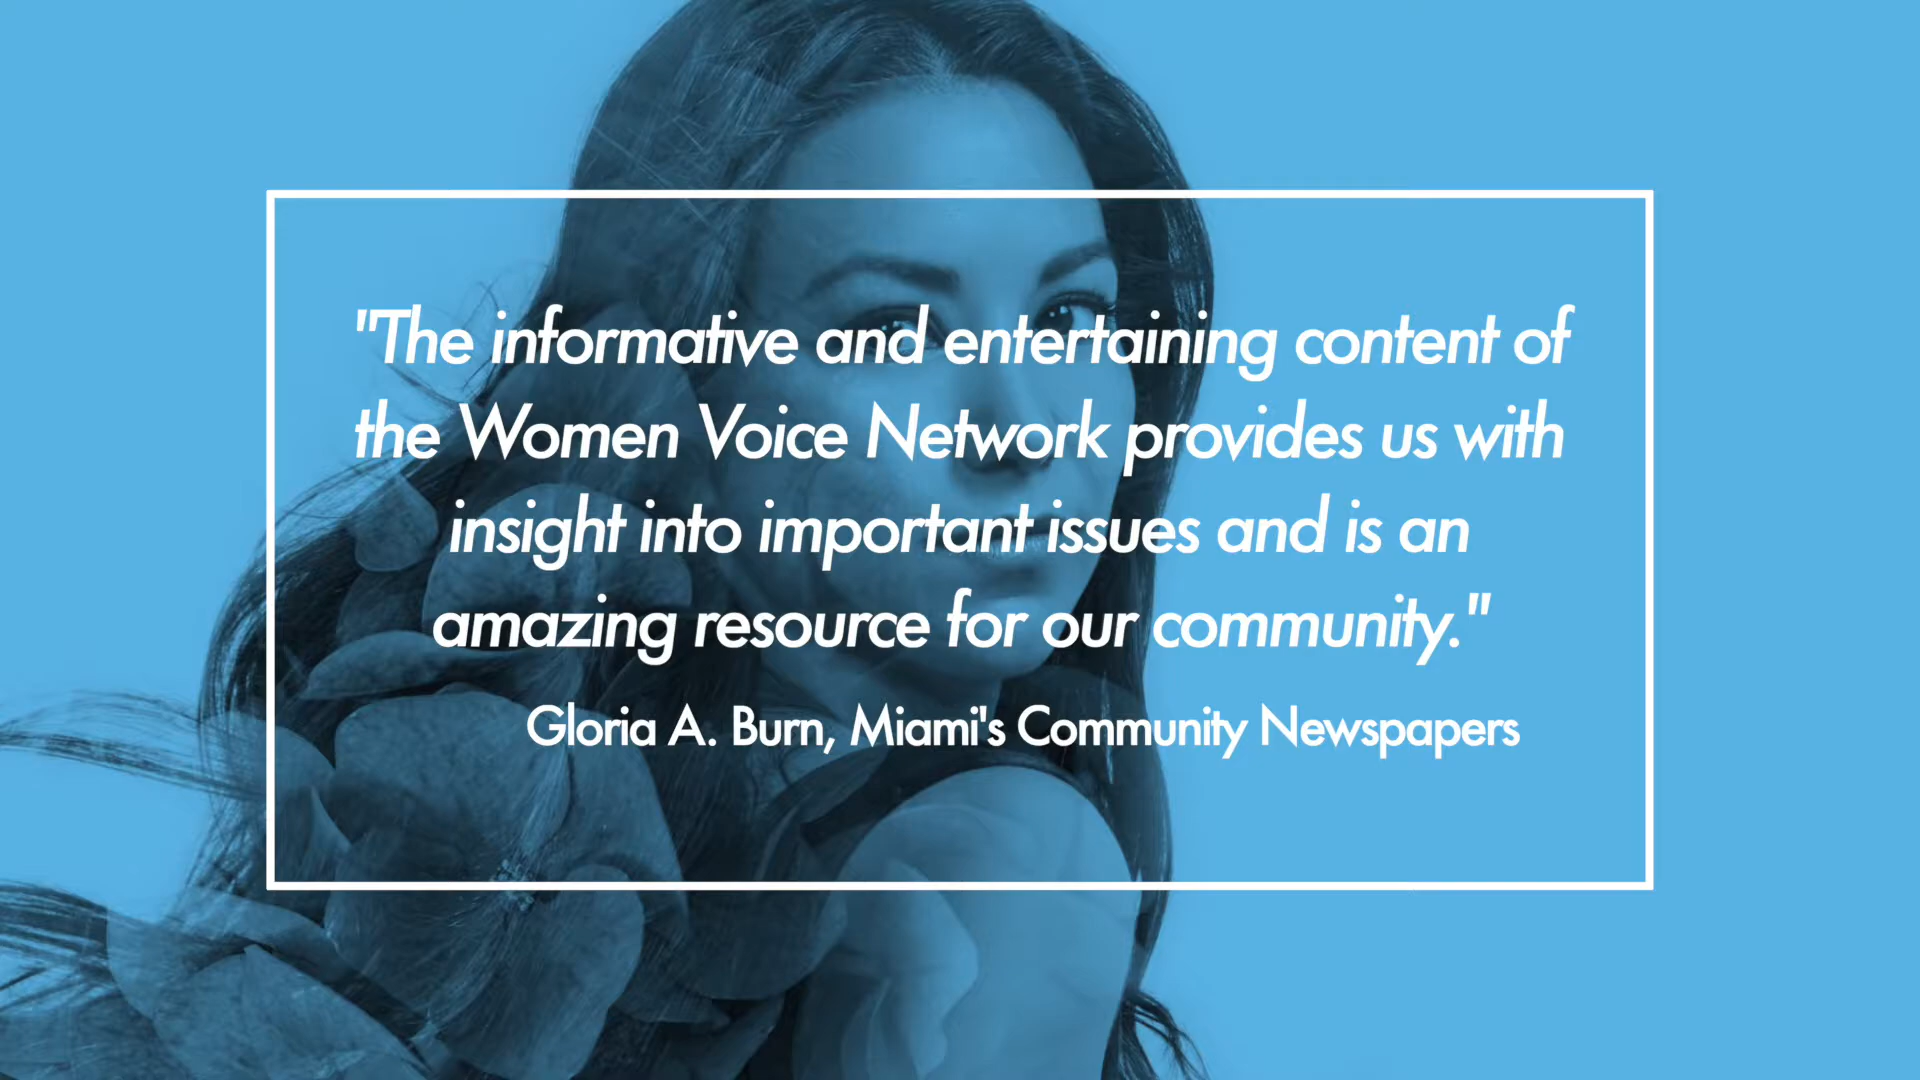 "The informative and entertaining content of
the Women Voice Network provides us with
insight into important issues and is an
amazing resource for our community."
Gloria A. Burn, Miami's Community Newspapers